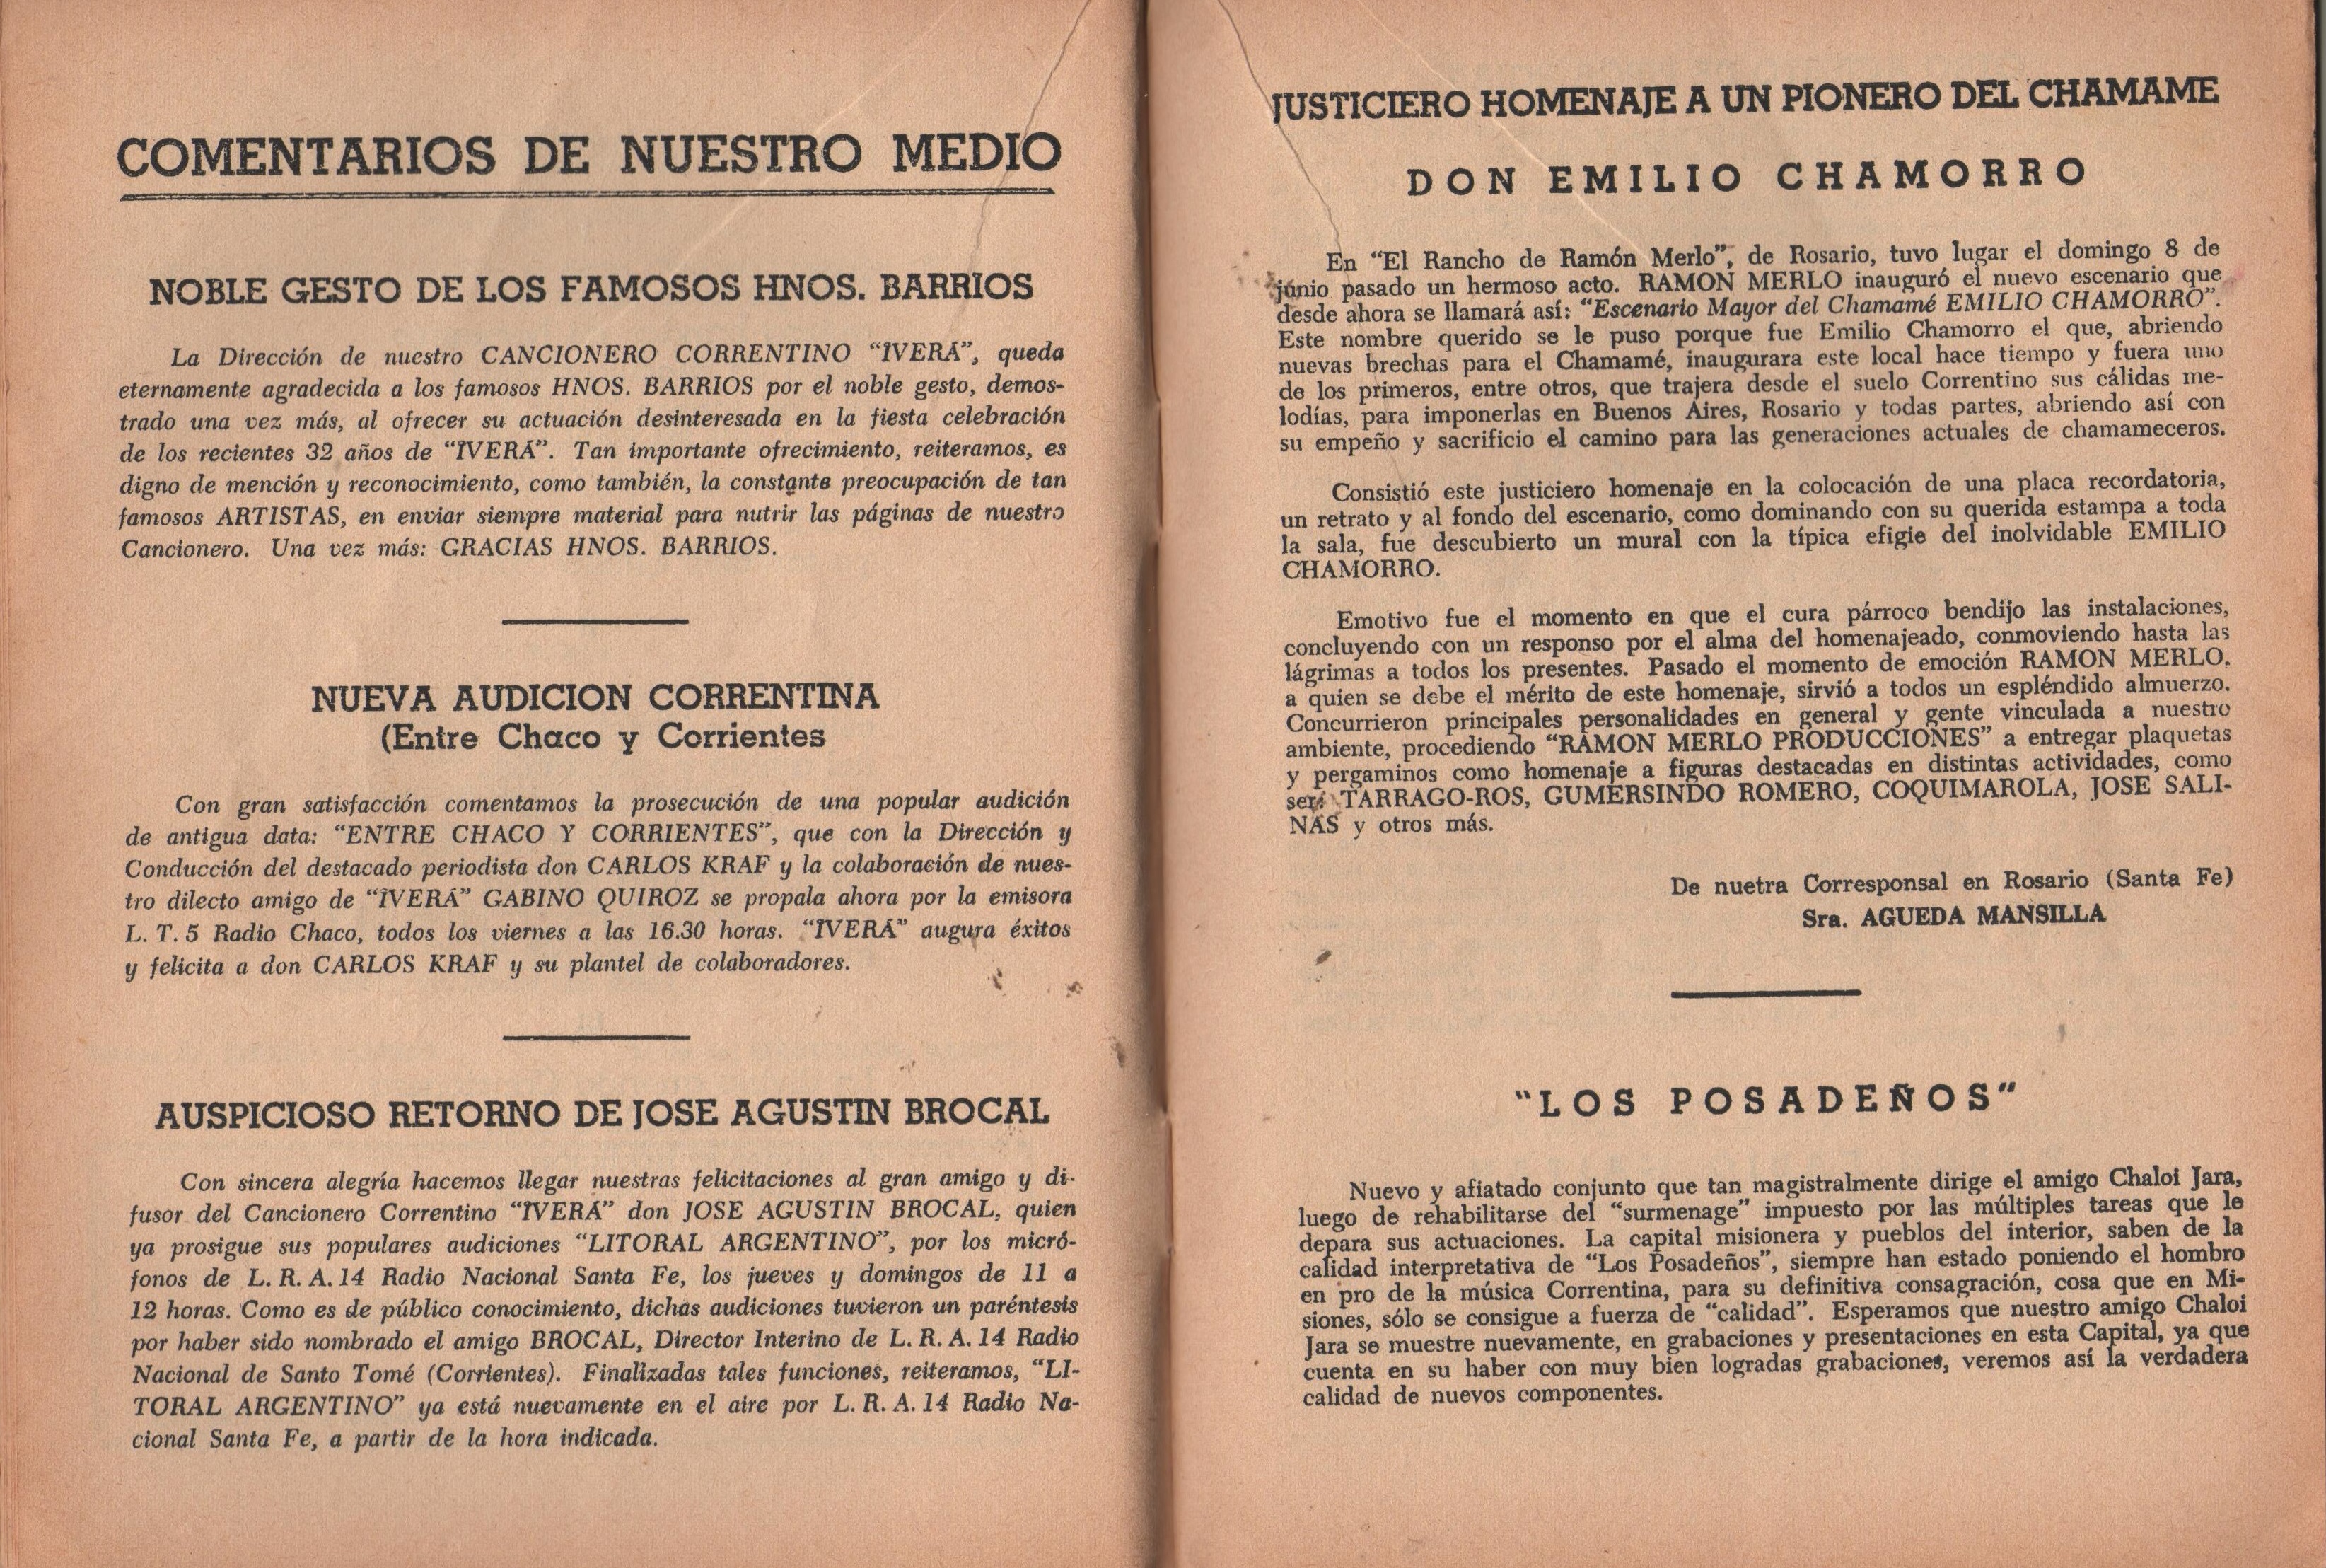 COMENTARIOS DE NUESTRO MEDIO
NOBLE GESTO DE LOS FAMOSOS HNOS. BARRIOS
La Dirección de nuestro CANCIONERO CORRENTINO “ÎVERÁ”, queda
eternamente agradecida a los famosos HNOS. BARRIOS por el noble gesto, demos-
trado una vez más, al ofrecer su actuación desinteresada en la fiesta celebración
de los recientes 32 años de “ÎVERÁ”. Tan importante ofrecimiento, reiteramos, es
digno de mención y reconocimiento, como también, la constante preocupación de tan
famosos ARTISTAS, en enviar siempre material para nutrir las páginas de nuestro
Cancionero. Una vez más: GRACIAS HNOS. BARRIOS.
NUEVA AUDICION CORRENTINA
(Entre Chaco y Corrientes
Con gran satisfacción comentamos la prosecución de una popular audición
de antigua data: “ENTRE CHACO Y CORRIENTES”, que con la Dirección y
Conducción del destacado periodista don CARLOS KRAF y la colaboración de nues-
tro dilecto amigo de “ÎVERÁ” GABINO QUIROZ se propala ahora por la emisora
L. T. 5 Radio Chaco, todos los viernes a las 16.30 horas. “ÎVERÁ” augura éxitos
y felicita a don CARLOS KRAF y su plantel de colaboradores.
AUSPICIOSO RETORNO DE JOSE AGUSTIN BROCAL
Con sincera alegría hacemos llegar nuestras felicitaciones al gran amigo y di-
fusor del Cancionero Correntino “ÎVERÁ” don JOSE AGUSTIN BROCAL, quien
ya prosigue sus populares audiciones “LITORAL ARGENTINO”, por los micró-
fonos de L. R. A. 14 Radio Nacional Santa Fe, los jueves y domingos de 11 a
12 horas. Como es de público conocimiento, dichas audiciones tuvieron un paréntesis
por haber sido nombrado el amigo BROCAL, Director Interino de L. R. A. 14 Radio
Nacional de Santo Tomé (Corrientes). Finalizadas tales funciones, reiteramos, “LI-
TORAL ARGENTINO” ya está nuevamente en el aire por L. R. A. 14 Radio Na-
cional Santa Fe, a partir de la hora indicada.
JUSTICIERO HOMENAJE A UN PIONERO DEL CHAMAME
DON EMILIO CHAMORRO
En “El Rancho de Ramón Merlo”, de Rosario, tuvo lugar el domingo 8 de
junio pasado un hermoso acto. RAMON MERLO inauguró el nuevo escenario que
desde ahora se llamará así: “Escenario Mayor del Chamamé EMILIO CHAMORRO”.
Este nombre querido se le puso porque fue Emilio Chamorro el que, abriendo
nuevas brechas para el Chamamé, inaugurara este local hace tiempo y fuera uno
de los primeros, entre otros, que trajera desde el suelo Correntino sus cálidas me-
lodías, para imponerlas en Buenos Aires, Rosario y todas partes, abriendo así con
su empeño y sacrificio el camino para las generaciones actuales de chamameceros.
Consistió este justiciero homenaje en la colocación de una placa recordatoria,
un retrato y al fondo del escenario, como dominando con su querida estampa a toda
la sala, fue descubierto un mural con la típica efigie del inolvidable EMILIO
CHAMORRO.
Emotivo fue el momento en que el cura párroco bendijo las instalaciones,
concluyendo con un responso por el alma del homenajeado, conmoviendo hasta las
lágrimas a todos los presentes. Pasado el momento de emoción RAMON MERLO.
a quien se debe el mérito de este homenaje, sirvió a todos un espléndido almuerzo.
Concurrieron principales personalidades en general y gente vinculada a nuestro
ambiente, procediendo “RAMON MERLO PRODUCCIONES” a entregar plaquetas
y pergaminos como homenaje a figuras destacadas en distintas actividades, como
ser: TARRAGO-ROS, GUMERSINDO ROMERO, COQUIMAROLA, JOSE SALI-
NAS y otros más.
De nuetra Corresponsal en Rosario (Santa Fe)
Sra. AGUEDA MANSILLA
“LOS POSADEÑOS”
Nuevo y afiatado conjunto que tan magistralmente dirige el amigo Chaloi Jara,
luego de rehabilitarse del “surmenage” impuesto por las múltiples tareas que le
depara sus actuaciones. La capital misionera y pueblos del interior, saben de la
calidad interpretativa de “Los Posadeños”, siempre han estado poniendo el hombro
en pro de la música Correntina, para su definitiva consagración, cosa que en Mi-
siones, sólo se consigue a fuerza de “calidad”. Esperamos que nuestro amigo Chaloi
Jara se muestre nuevamente, en grabaciones y presentaciones en esta Capital, ya que
cuenta en su haber con muy bien logradas grabaciones, veremos así la verdadera
calidad de nuevos componentes.